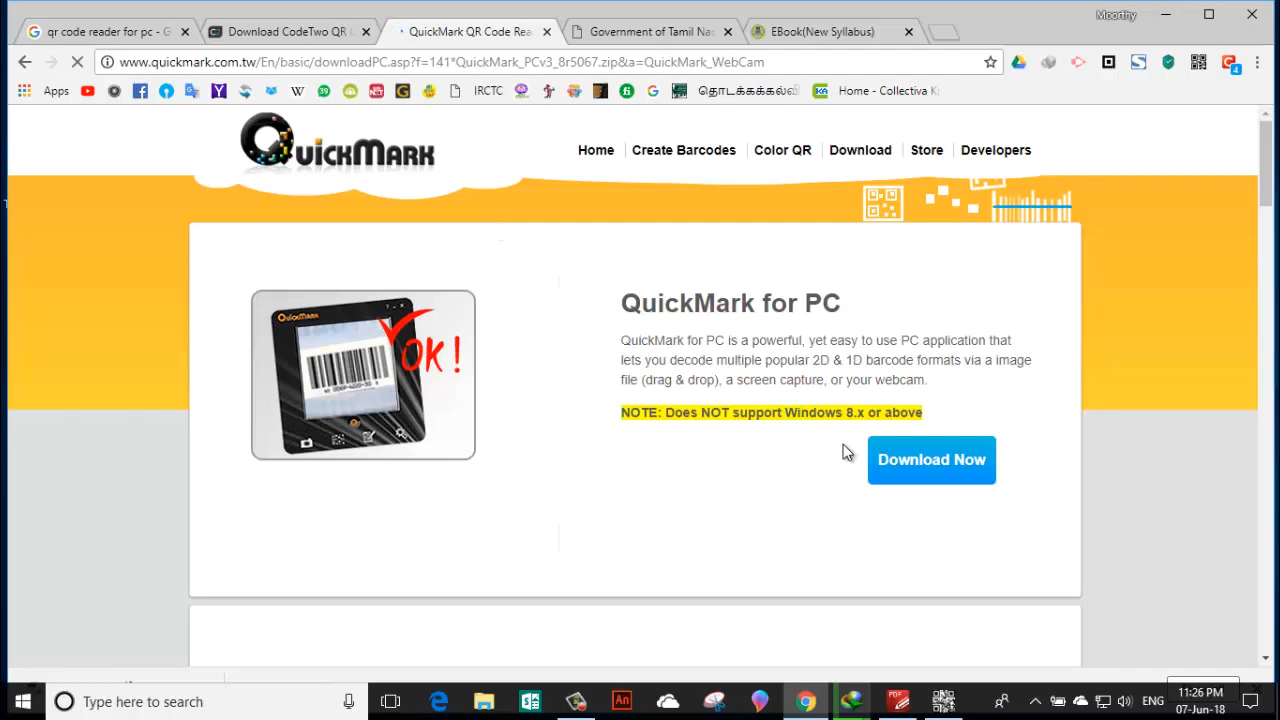 Moorthy
qr code reader for pc - G
Download CodeTwo QR C
QuickMark QR Code Rea
Government of Tamil Na
EBook(New Syllabus)
www.quickmark.com.tw/En/basic/downloadPC.asp?f=141*QuickMark_PCv3_8r5067.zip&a=QuickMark_WebCam
Apps
IRCTC
தொடக்கக்கல்வி
Home - Collectiva K
QUICKMARK
Home
Create Barcodes
Color QR
Download
Store
Developers
QUICKMARK
OK!
QuickMark for PC
QuickMark for PC is a powerful, yet easy to use PC application that
lets you decode multiple popular 2D & 1D barcode formats via a image
file (drag & drop), a screen capture, or your webcam.
NOTE: Does NOT support Windows 8.x or above
Download Now
Type here to search
ENG
11:26 PM
07-Jun-18